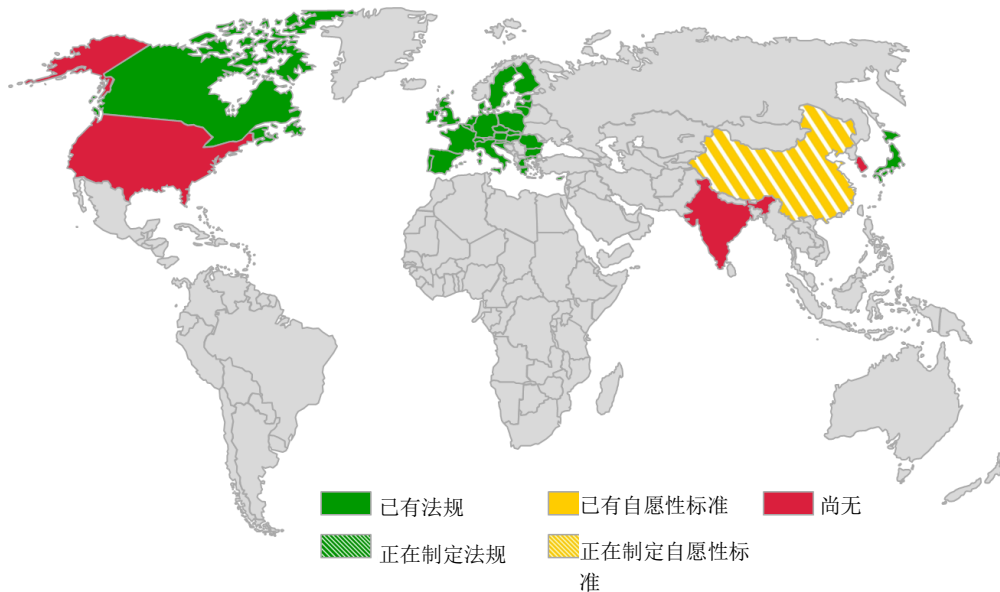 已有法规
已有自愿性标准
尚无
正在制定法规
正在制定自愿性标
准